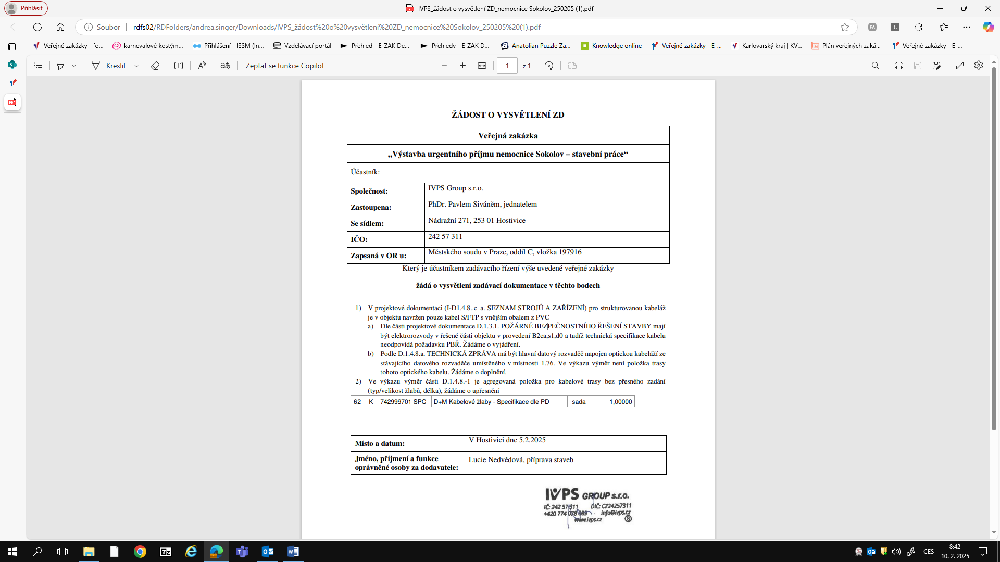 Přihlásit
IVPS_žádost o vysvětlení ZD_nemocnice Sokolov_250205 (1).pdf
Soubor
rdfs02/RDFolders/andrea.singer/Downloads/IVPS_žádost%20o%20vysvětlení%20ZD_nemocnice%20Sokolov_250205%20(1).pdf
Veřejné zakázky - fo...
karnevalové kostým...
Přihlášení - ISSM (In...
Vzdělávací portál
Přehled - E-ZAK De...
Přehledy - E-ZAK D...
Anatolian Puzzle Za...
Knowledge online
Veřejné zakázky - E-...
Karlovarský kraj | KV...
Plán veřejných zaká...
Veřejné zakázky - E-...
Kreslit
Zeptat se funkce Copilot
1
z 1
ŽÁDOST O VYSVĚTLENÍ ZD
Veřejná zakázka
„Výstavba urgentního příjmu nemocnice Sokolov – stavební práce“
Účastník:
Společnost: IVPS Group s.r.o.
Zastoupena: PhDr. Pavlem Siváněm, jednatelem
Se sídlem: Nádražní 271, 253 01 Hostivice
IČO: 242 57 311
Zapsaná v OR u: Městského soudu v Praze, oddíl C, vložka 197916
Který je účastníkem zadávacího řízení výše uvedené veřejné zakázky
žádá o vysvětlení zadávací dokumentace v těchto bodech
1) V projektové dokumentaci (I-D1.4.8..c_a. SEZNAM STROJŮ A ZAŘÍZENÍ) pro strukturovanou kabeláž
je v objektu navržen pouze kabel S/FTP s vnějším obalem z PVC
a) Dle části projektové dokumentace D.1.3.1. POŽÁRNĚ BEZPEČNOSTNÍHO ŘEŠENÍ STAVBY mají
být elektrorozvody v řešené části objektu v provedení B2ca,s1,d0 a tudíž technická specifikace kabelu
neodpovídá požadavku PBŘ. Žádáme o vyjádření.
b) Podle D.1.4.8.a. TECHNICKÁ ZPRÁVA má být hlavní datový rozvaděč napojen optickou kabeláží ze
stávajícího datového rozvaděče umístěného v místnosti 1.76. Ve výkazu výměr není položka trasy
tohoto optického kabelu. Žádáme o doplnění.
2) Ve výkazu výměr části D.1.4.8.-1 je agregovaná položka pro kabelové trasy bez přesného zadání
(typ/velikost žlabů, délka), žádáme o upřesnění
62 K 742999701 SPC D+M Kabelové žlaby - Specifikace dle PD sada 1,00000
Místo a datum: V Hostivici dne 5.2.2025
Jméno, příjmení a funkce
oprávněné osoby za dodavatele: Lucie Nedvědová, příprava staveb
IVPS GROUP s.r.o.
IČ: 242 57 311 DIČ: CZ24257311
+420 774 078 989 info@ivps.cz
www.ivps.cz 8
CES
8:42
10. 2. 2025